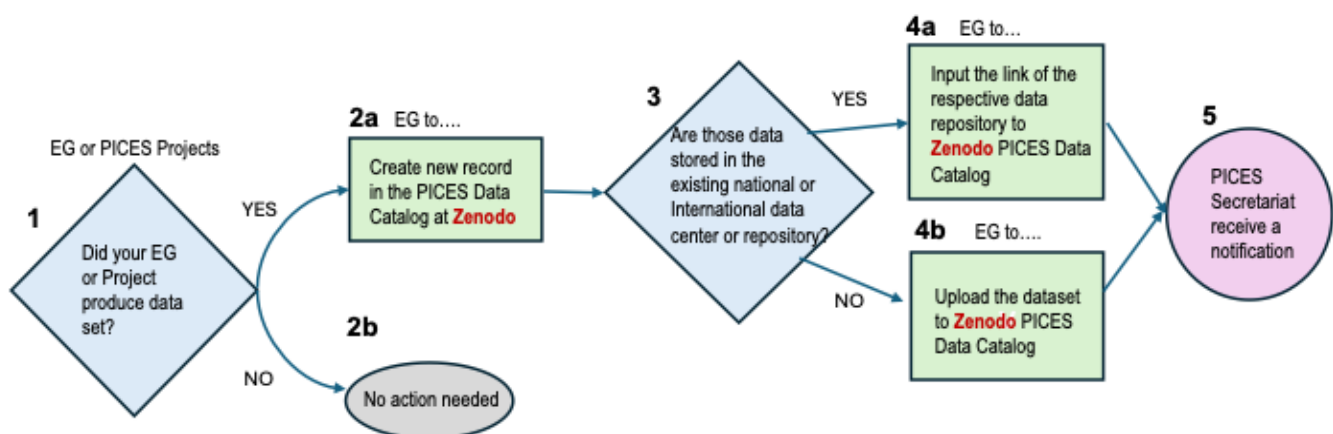 EG or PICES Projects
1
Did your EG
or Project
produce data
set?
YES
NO
2a EG to....
Create new record
in the PICES Data
Catalog at Zenodo
2b
No action needed
3
Are those data
stored in the
existing national or
International data
center or repository?
YES
NO
4a EG to...
Input the link of the
respective data
repository to
Zenodo PICES Data
Catalog
4b EG to....
Upload the dataset
to Zenodo PICES
Data Catalog
5
PICES
Secretariat
receive a
notification